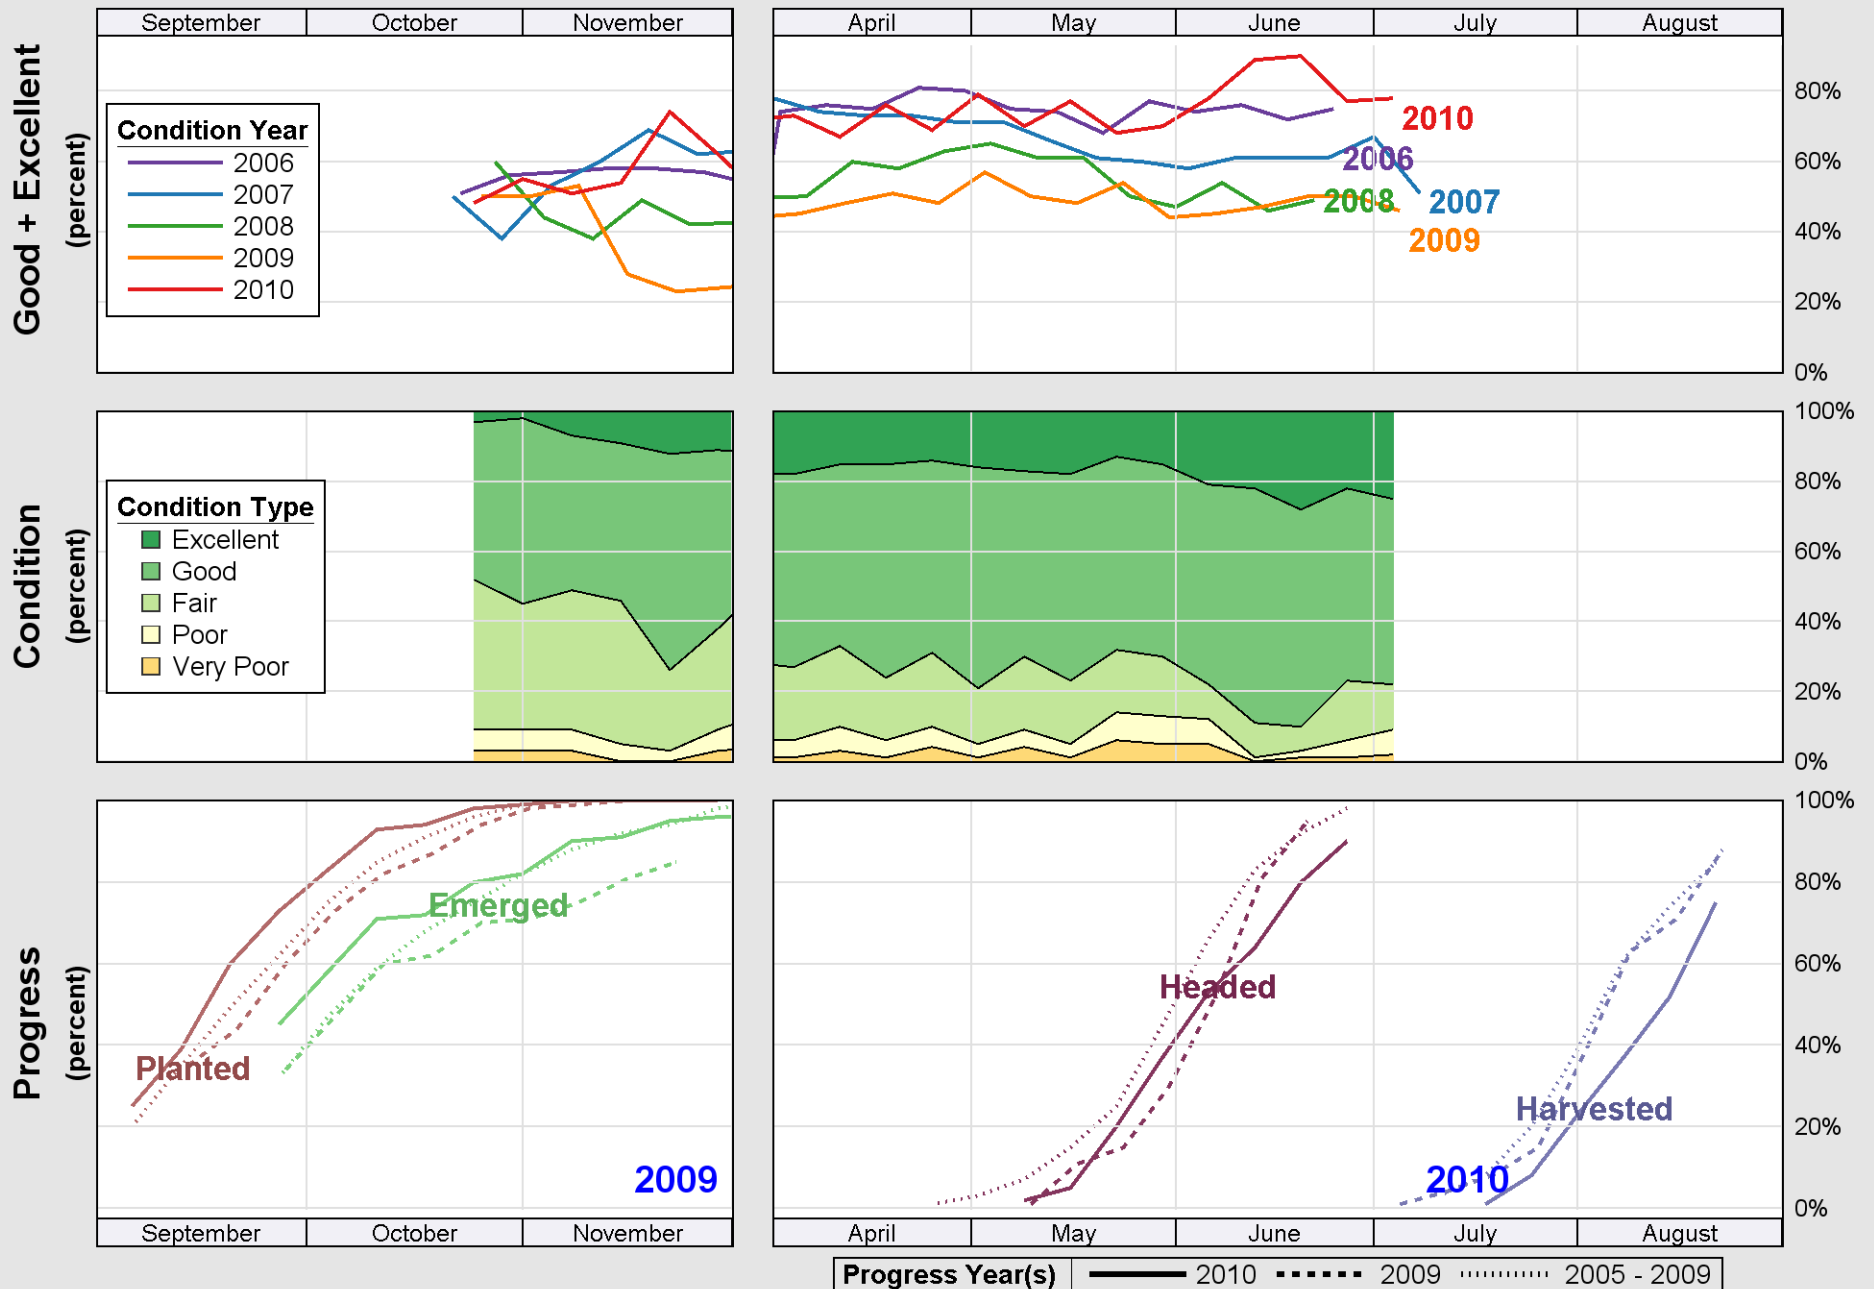 September October November April May June July August
Good + Excellent
(percent)
Condition Year
2006
2007
2008
2009
2010
80%
60%
40%
20%
0%
2010
2006
2007
2008
2009
Condition
(percent)
Condition Type
Excellent
Good
Fair
Poor
Very Poor
100%
80%
60%
40%
20%
0%
Progress
(percent)
Planted
Emerged
Headed
Harvested
2009
2010
100%
80%
60%
40%
20%
0%
September October November April May June July August
Progress Year(s) 2010 2009 2005 - 2009